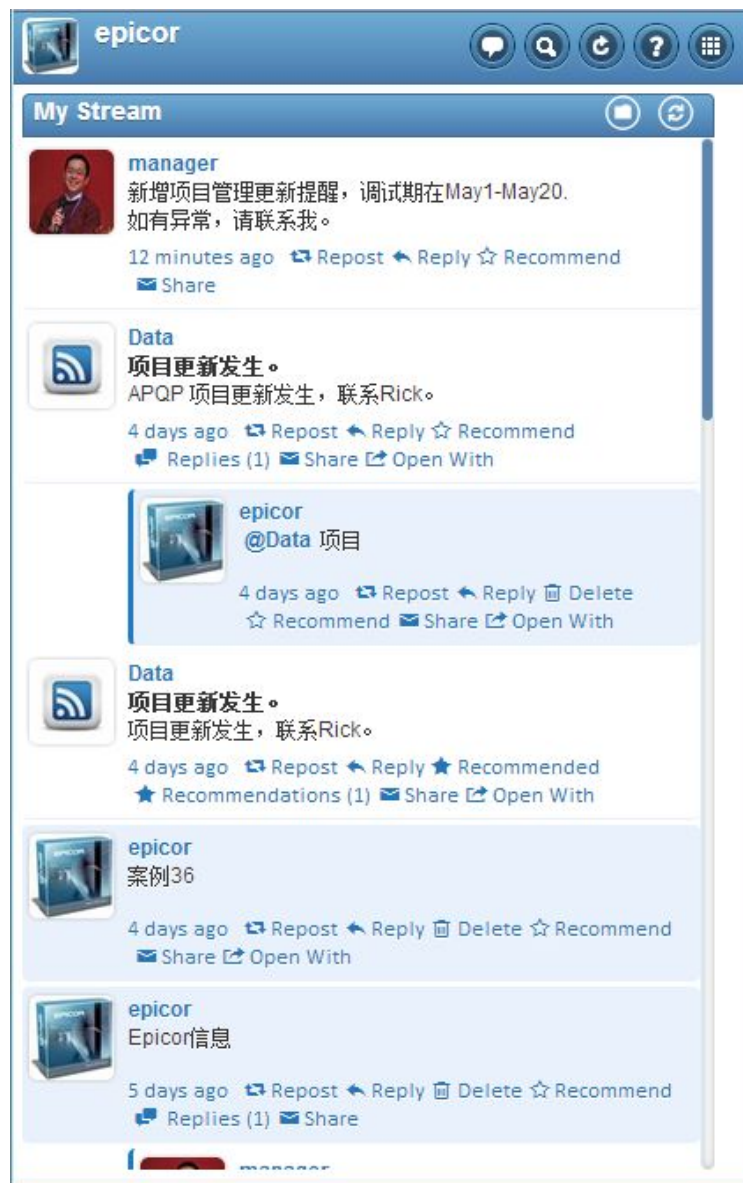 epicor
My Stream
manager
新增项目管理更新提醒，调试期在May1-May20.
如有异常，请联系我。
12 minutes ago Repost Reply Recommend
Share
Data
项目更新发生。
APQP 项目更新发生，联系Rick。
4 days ago Repost Reply Recommend
Replies (1) Share Open With
epicor
@Data 项目
4 days ago Repost Reply Delete
Recommend Share Open With
Data
项目更新发生。
项目更新发生，联系Rick。
4 days ago Repost Reply Recommended
Recommendations (1) Share Open With
epicor
案例36
4 days ago Repost Reply Delete Recommend
Share Open With
epicor
Epicor信息
5 days ago Repost Reply Delete Recommend
Replies (1) Share
manager